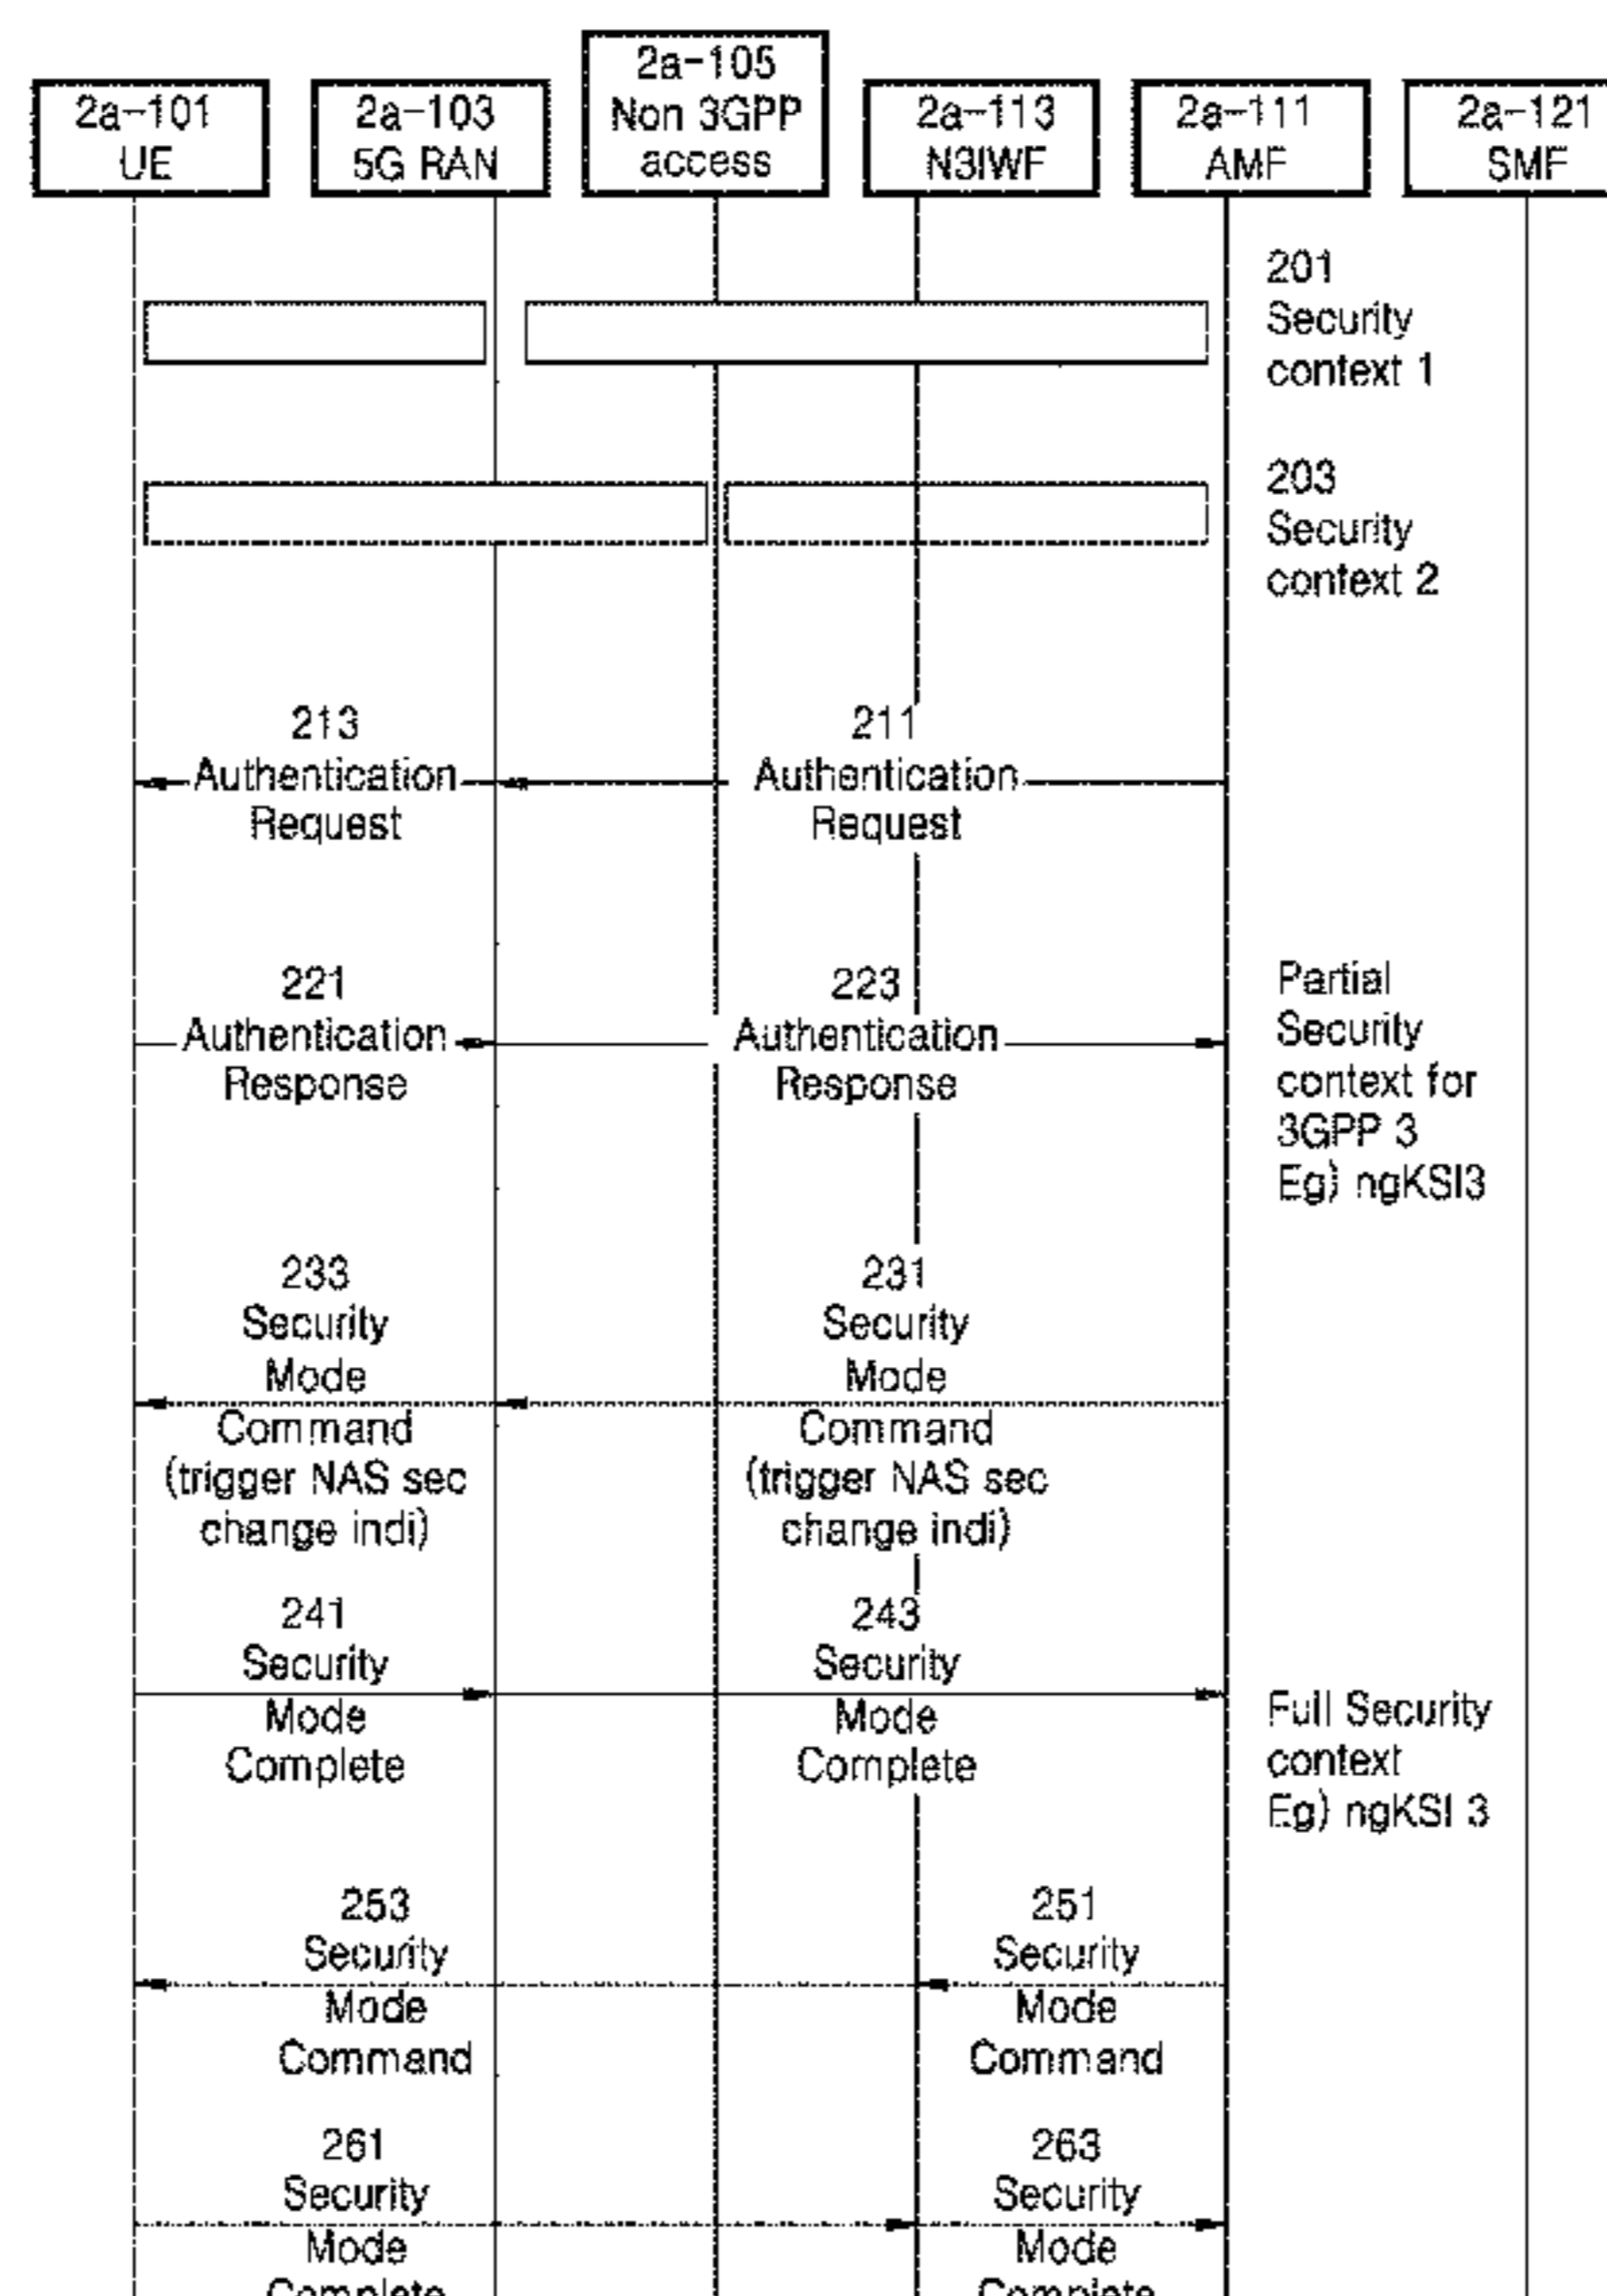 2a-101
UE
2a-103
5G RAN
2a-105
Non 3GPP
access
2a-113
N3IWF
2a-111
AMF
2a-121
SMF
201
Security
context 1
203
Security
context 2
213
Authentication
Request
211
Authentication
Request
221
Authentication
Response
223
Authentication
Response
Partial
Security
context for
3GPP 3
Eg) ngKSI3
233
Security
Mode
Command
(trigger NAS sec
change indi)
231
Security
Mode
Command
(trigger NAS sec
change indi)
241
Security
Mode
Complete
243
Security
Mode
Complete
Full Security
context
Eg) ngKSI 3
253
Security
Mode
Command
251
Security
Mode
Command
261
Security
Mode
Complete
263
Security
Mode
Complete